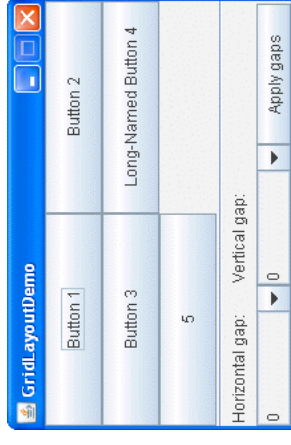 GridLayoutDemo
Button 1 Button 2
Button 3 Long-Named Button 4
5
Horizontal gap: Vertical gap:
0 0 Apply gaps